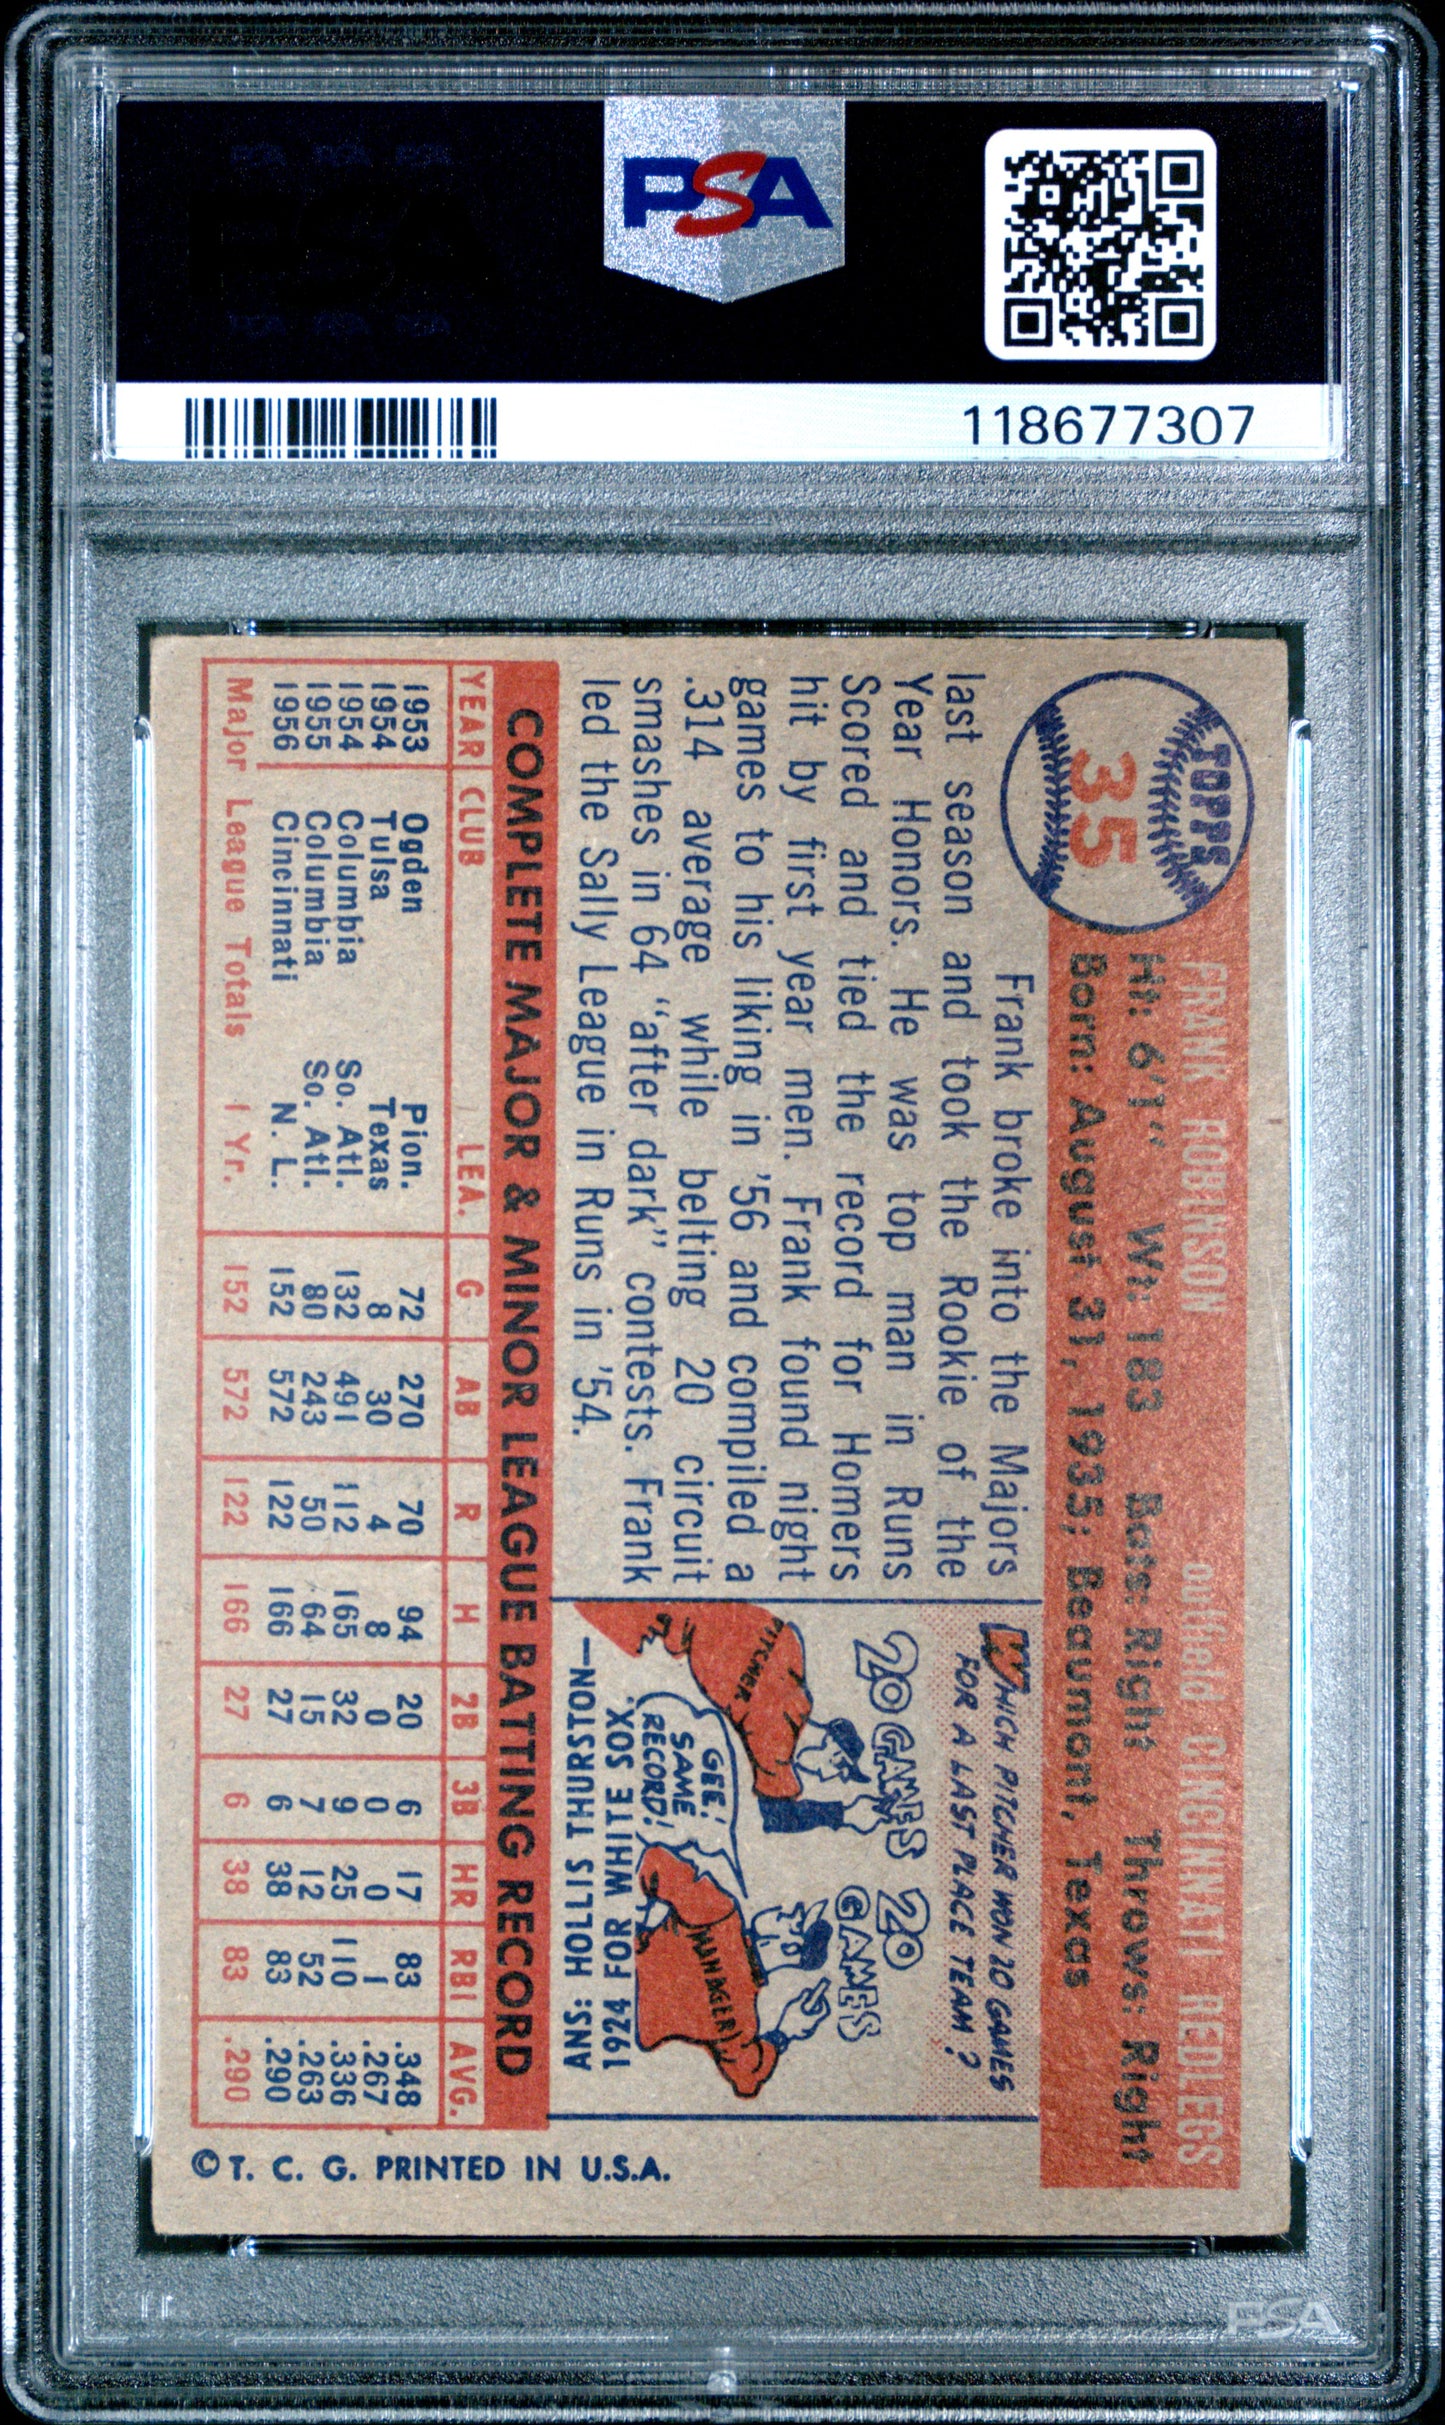 PSA
118677307
TOPPS
35
FRANK ROBINSON outfield CINCINNATI REDLEGS
Ht: 6'1" Wt: 183 Bats: Right Throws: Right
Born: August 31, 1935; Beaumont, Texas
Frank broke into the Majors
last season and took the Rookie of the
Year Honors. He was top man in Runs
Scored and tied the record for Homers
hit by first year men. Frank found night
games to his liking in '56 and compiled a
.314 average while belting 20 circuit
smashes in 64 "after dark" contests. Frank
led the Sally League in Runs in '54.
WHICH PITCHER WON 20 GAMES
FOR A LAST PLACE TEAM?
20 GAMES
20 GAMES
PITCHER
MANAGER
GEE!
SAME
RECORD!
ANS: HOLLIS THURSTON—
1924 FOR WHITE SOX.
COMPLETE MAJOR & MINOR LEAGUE BATTING RECORD
YEAR CLUB LEA. G AB R H 2B 3B HR RBI AVG.
1953 Ogden Pion. 72 270 70 94 20 6 17 83 .348
1954 Tulsa Texas 8 30 4 8 0 0 0 1 .267
1954 Columbia So. Atl. 132 491 112 165 32 9 25 110 .336
1955 Columbia So. Atl. 80 243 50 64 15 7 12 52 .263
1956 Cincinnati N. L. 152 572 122 166 27 6 38 83 .290
Major League Totals 1 Yr. 152 572 122 166 27 6 38 83 .290
©T. C. G. PRINTED IN U.S.A.
PSA